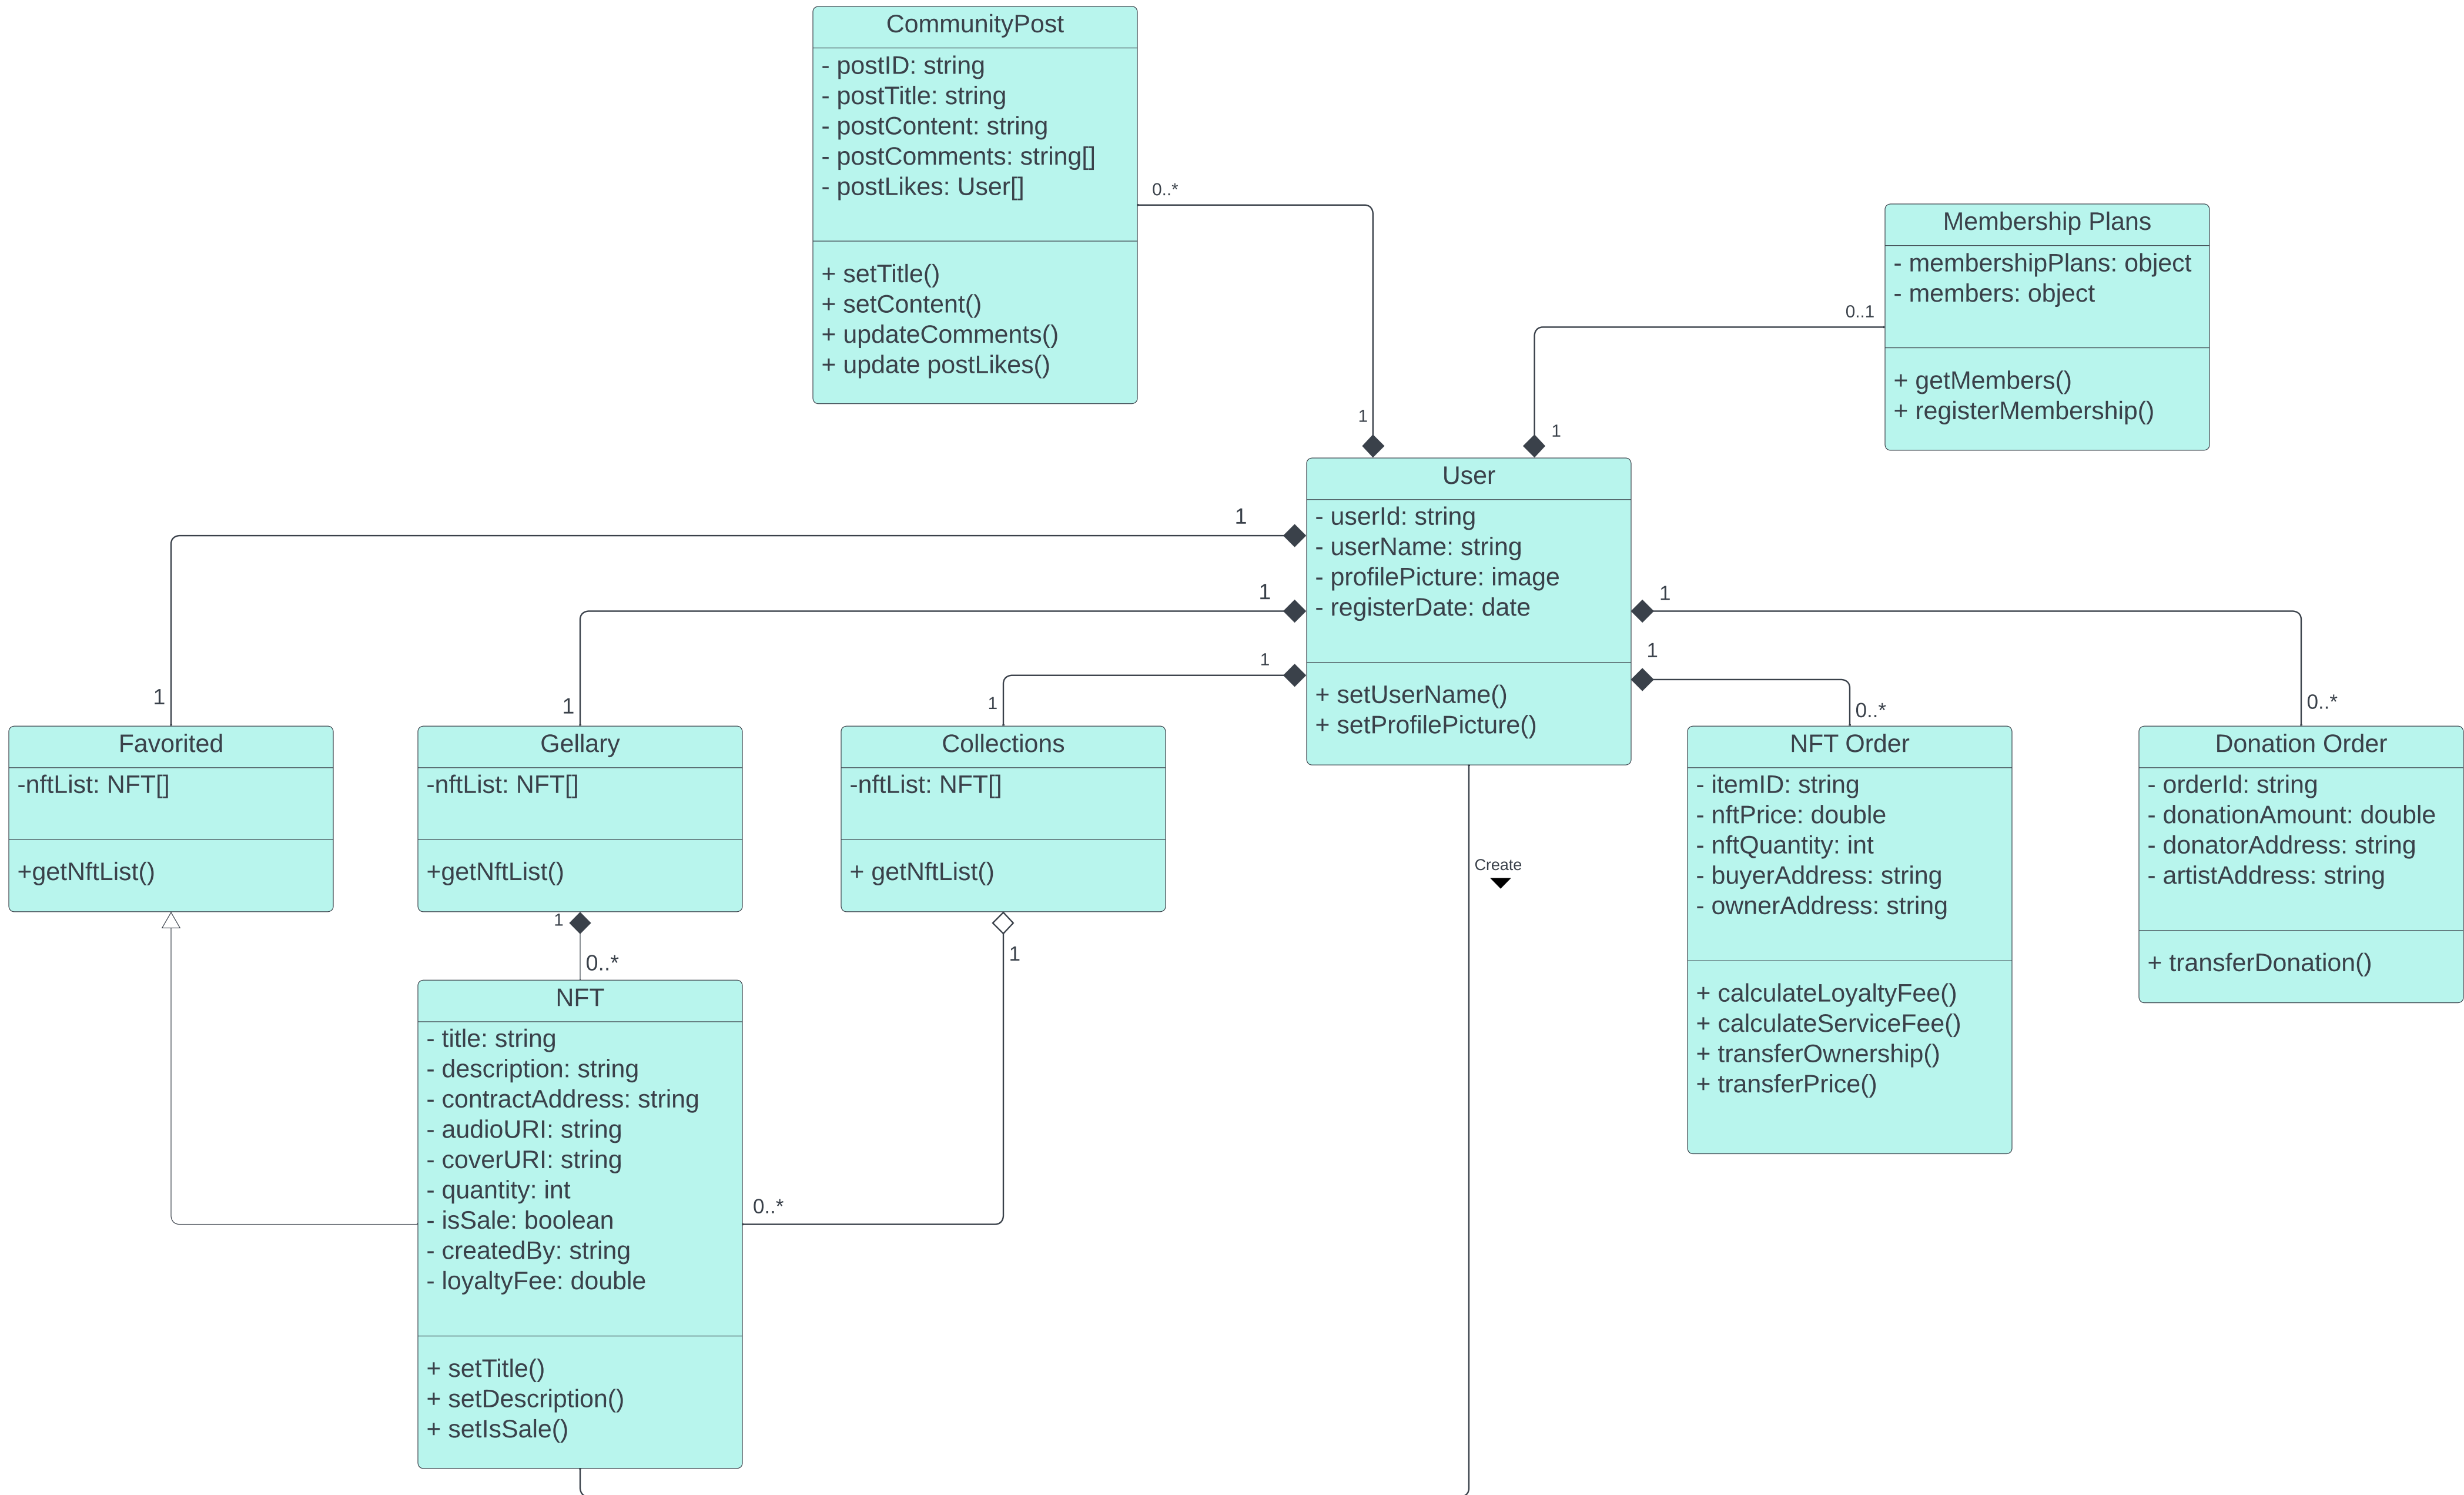 CommunityPost
- postID: string
- postTitle: string
- postContent: string
- postComments: string[]
- postLikes: User[]
+ setTitle()
+ setContent()
+ updateComments()
+ update postLikes()
0..*
1
Membership Plans
- membershipPlans: object
- members: object
+ getMembers()
+ registerMembership()
0..1
1
User
- userId: string
- userName: string
- profilePicture: image
- registerDate: date
+ setUserName()
+ setProfilePicture()
1
1
1
1
1
1
1
1
0..*
0..*
Favorited
-nftList: NFT[]
+getNftList()
Gellary
-nftList: NFT[]
+getNftList()
Collections
-nftList: NFT[]
+ getNftList()
Create
NFT Order
- itemID: string
- nftPrice: double
- nftQuantity: int
- buyerAddress: string
- ownerAddress: string
+ calculateLoyaltyFee()
+ calculateServiceFee()
+ transferOwnership()
+ transferPrice()
Donation Order
- orderId: string
- donationAmount: double
- donatorAddress: string
- artistAddress: string
+ transferDonation()
1
0..*
1
0..*
NFT
- title: string
- description: string
- contractAddress: string
- audioURI: string
- coverURI: string
- quantity: int
- isSale: boolean
- createdBy: string
- loyaltyFee: double
+ setTitle()
+ setDescription()
+ setIsSale()